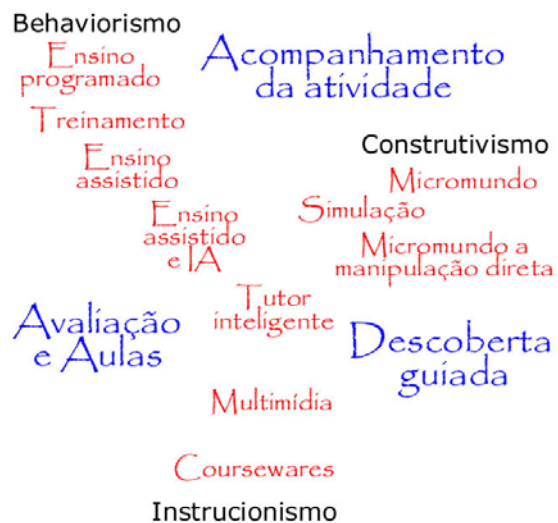 Behaviorismo
Ensino
programado
Acompanhamento
da atividade
Treinamento
Ensino
assistido
Construtivismo
Micromundo
Simulação
Ensino
assistido
e IA
Micromundo a
manipulação direta
Tutor
inteligente
Avaliação
e Aulas
Descoberta
guiada
Multimídia
Coursewares
Instrucionismo